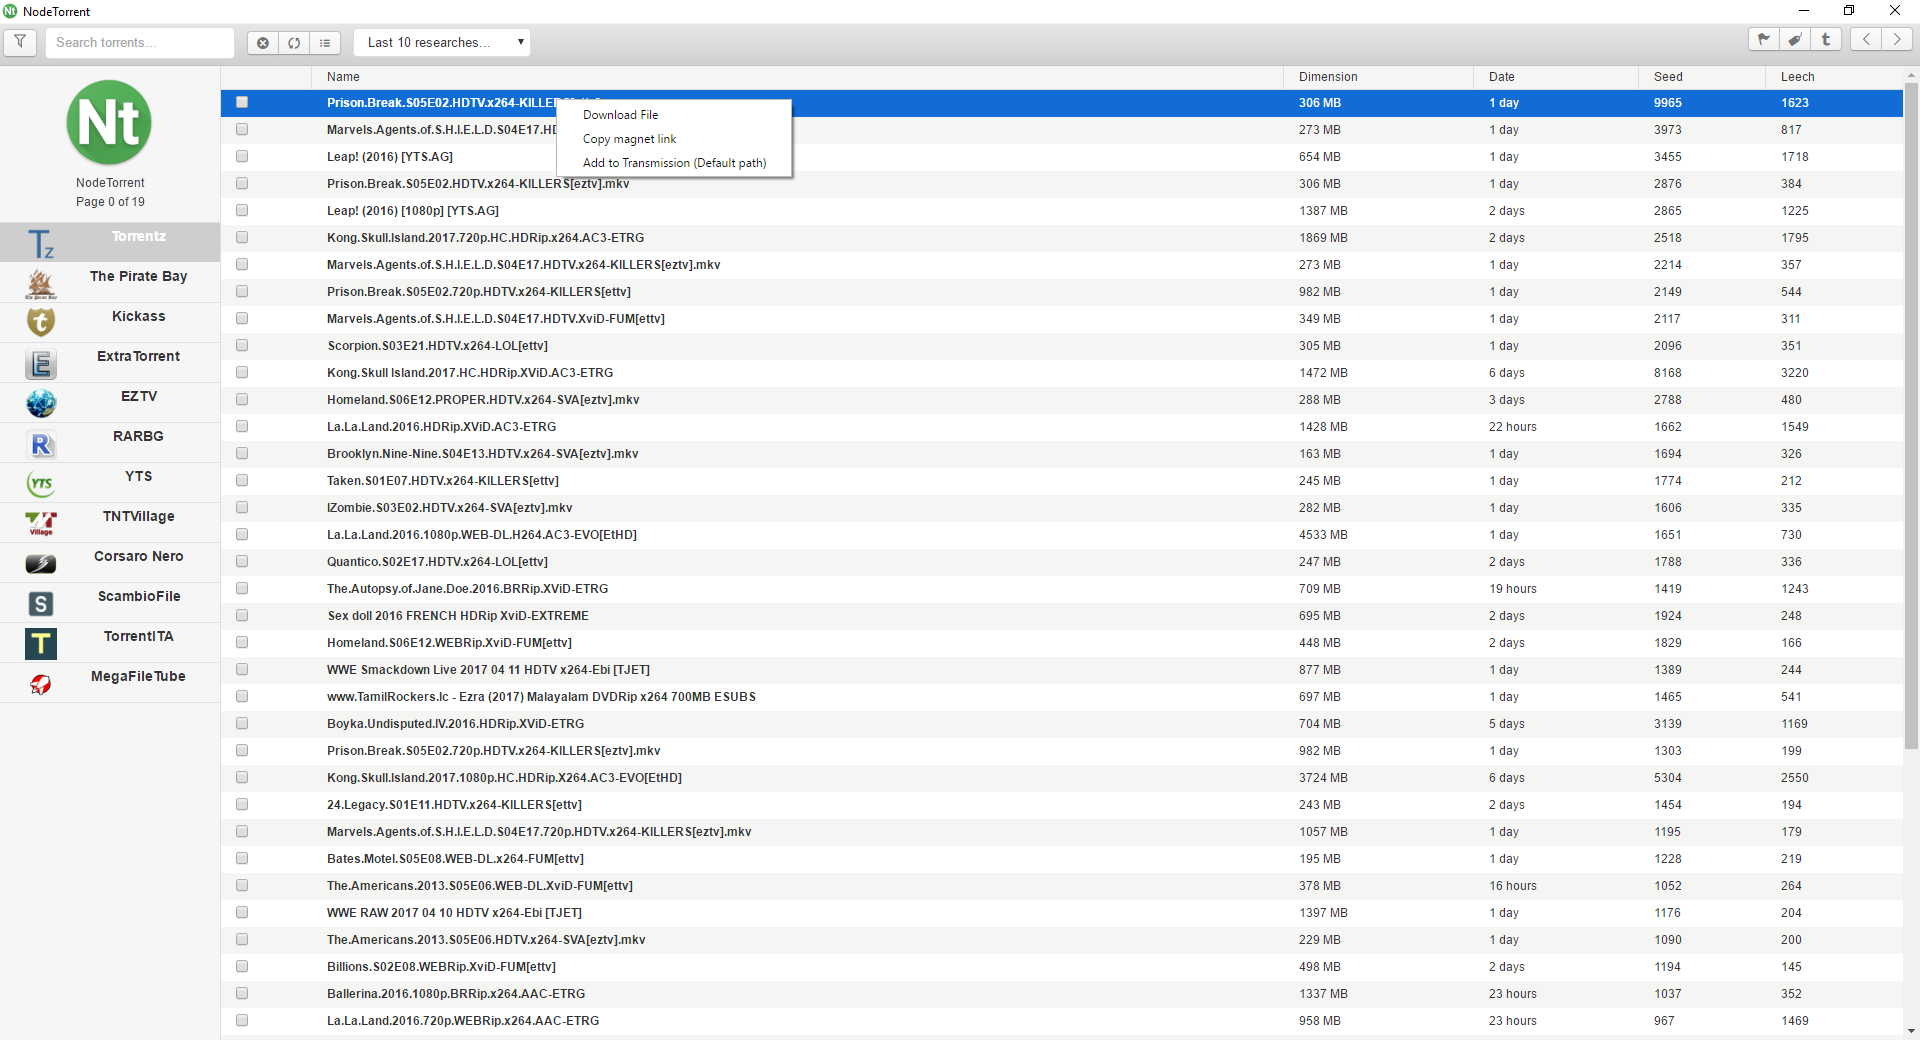 NodeTorrent
Search torrents...
Last 10 researches...
Nt
NodeTorrent
Page 0 of 19
Torrentz
The Pirate Bay
Kickass
ExtraTorrent
EZTV
RARBG
YTS
TNTVillage
Corsaro Nero
ScambioFile
TorrentITA
MegaFileTube
Name Dimension Date Seed Leech
Prison.Break.S05E02.HDTV.x264-KILLERS 306 MB 1 day 9965 1623
Download File
Copy magnet link
Add to Transmission (Default path)
Marvels.Agents.of.S.H.I.E.L.D.S04E17.HD 273 MB 1 day 3973 817
Leap! (2016) [YTS.AG] 654 MB 1 day 3455 1718
Prison.Break.S05E02.HDTV.x264-KILLERS[eztv].mkv 306 MB 1 day 2876 384
Leap! (2016) [1080p] [YTS.AG] 1387 MB 2 days 2865 1225
Kong.Skull.Island.2017.720p.HC.HDRip.x264.AC3-ETRG 1869 MB 2 days 2518 1795
Marvels.Agents.of.S.H.I.E.L.D.S04E17.HDTV.x264-KILLERS[eztv].mkv 273 MB 1 day 2214 357
Prison.Break.S05E02.720p.HDTV.x264-KILLERS[ettv] 982 MB 1 day 2149 544
Marvels.Agents.of.S.H.I.E.L.D.S04E17.HDTV.XviD-FUM[ettv] 349 MB 1 day 2117 311
Scorpion.S03E21.HDTV.x264-LOL[ettv] 305 MB 1 day 2096 351
Kong.Skull Island.2017.HC.HDRip.XViD.AC3-ETRG 1472 MB 6 days 8168 3220
Homeland.S06E12.PROPER.HDTV.x264-SVA[eztv].mkv 288 MB 3 days 2788 480
La.La.Land.2016.HDRip.XViD.AC3-ETRG 1428 MB 22 hours 1662 1549
Brooklyn.Nine-Nine.S04E13.HDTV.x264-SVA[eztv].mkv 163 MB 1 day 1694 326
Taken.S01E07.HDTV.x264-KILLERS[ettv] 245 MB 1 day 1774 212
IZombie.S03E02.HDTV.x264-SVA[eztv].mkv 282 MB 1 day 1606 335
La.La.Land.2016.1080p.WEB-DL.H264.AC3-EVO[EtHD] 4533 MB 1 day 1651 730
Quantico.S02E17.HDTV.x264-LOL[ettv] 247 MB 2 days 1788 336
The.Autopsy.of.Jane.Doe.2016.BRRip.XViD-ETRG 709 MB 19 hours 1419 1243
Sex doll 2016 FRENCH HDRip XviD-EXTREME 695 MB 2 days 1924 248
Homeland.S06E12.WEBRip.XviD-FUM[ettv] 448 MB 2 days 1829 166
WWE Smackdown Live 2017 04 11 HDTV x264-Ebi [TJET] 877 MB 1 day 1389 244
www.TamilRockers.lc - Ezra (2017) Malayalam DVDRip x264 700MB ESUBS 697 MB 1 day 1465 541
Boyka.Undisputed.IV.2016.HDRip.XViD-ETRG 704 MB 5 days 3139 1169
Prison.Break.S05E02.720p.HDTV.x264-KILLERS[eztv].mkv 982 MB 1 day 1303 199
Kong.Skull.Island.2017.1080p.HC.HDRip.X264.AC3-EVO[EtHD] 3724 MB 6 days 5304 2550
24.Legacy.S01E11.HDTV.x264-KILLERS[ettv] 243 MB 2 days 1454 194
Marvels.Agents.of.S.H.I.E.L.D.S04E17.720p.HDTV.x264-KILLERS[eztv].mkv 1057 MB 1 day 1195 179
Bates.Motel.S05E08.WEB-DL.x264-FUM[ettv] 195 MB 1 day 1228 219
The.Americans.2013.S05E06.WEB-DL.XviD-FUM[ettv] 378 MB 16 hours 1052 264
WWE RAW 2017 04 10 HDTV x264-Ebi [TJET] 1397 MB 1 day 1176 204
The.Americans.2013.S05E06.HDTV.x264-SVA[eztv].mkv 229 MB 1 day 1090 200
Billions.S02E08.WEBRip.XviD-FUM[ettv] 498 MB 2 days 1194 145
Ballerina.2016.1080p.BRRip.x264.AAC-ETRG 1337 MB 23 hours 1037 352
La.La.Land.2016.720p.WEBRip.x264.AAC-ETRG 958 MB 23 hours 967 1469